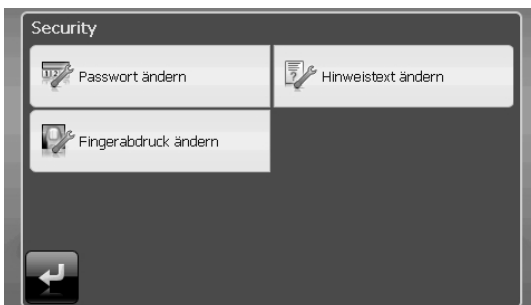 Security
Passwort ändern
Hinweistext ändern
Fingerabdruck ändern